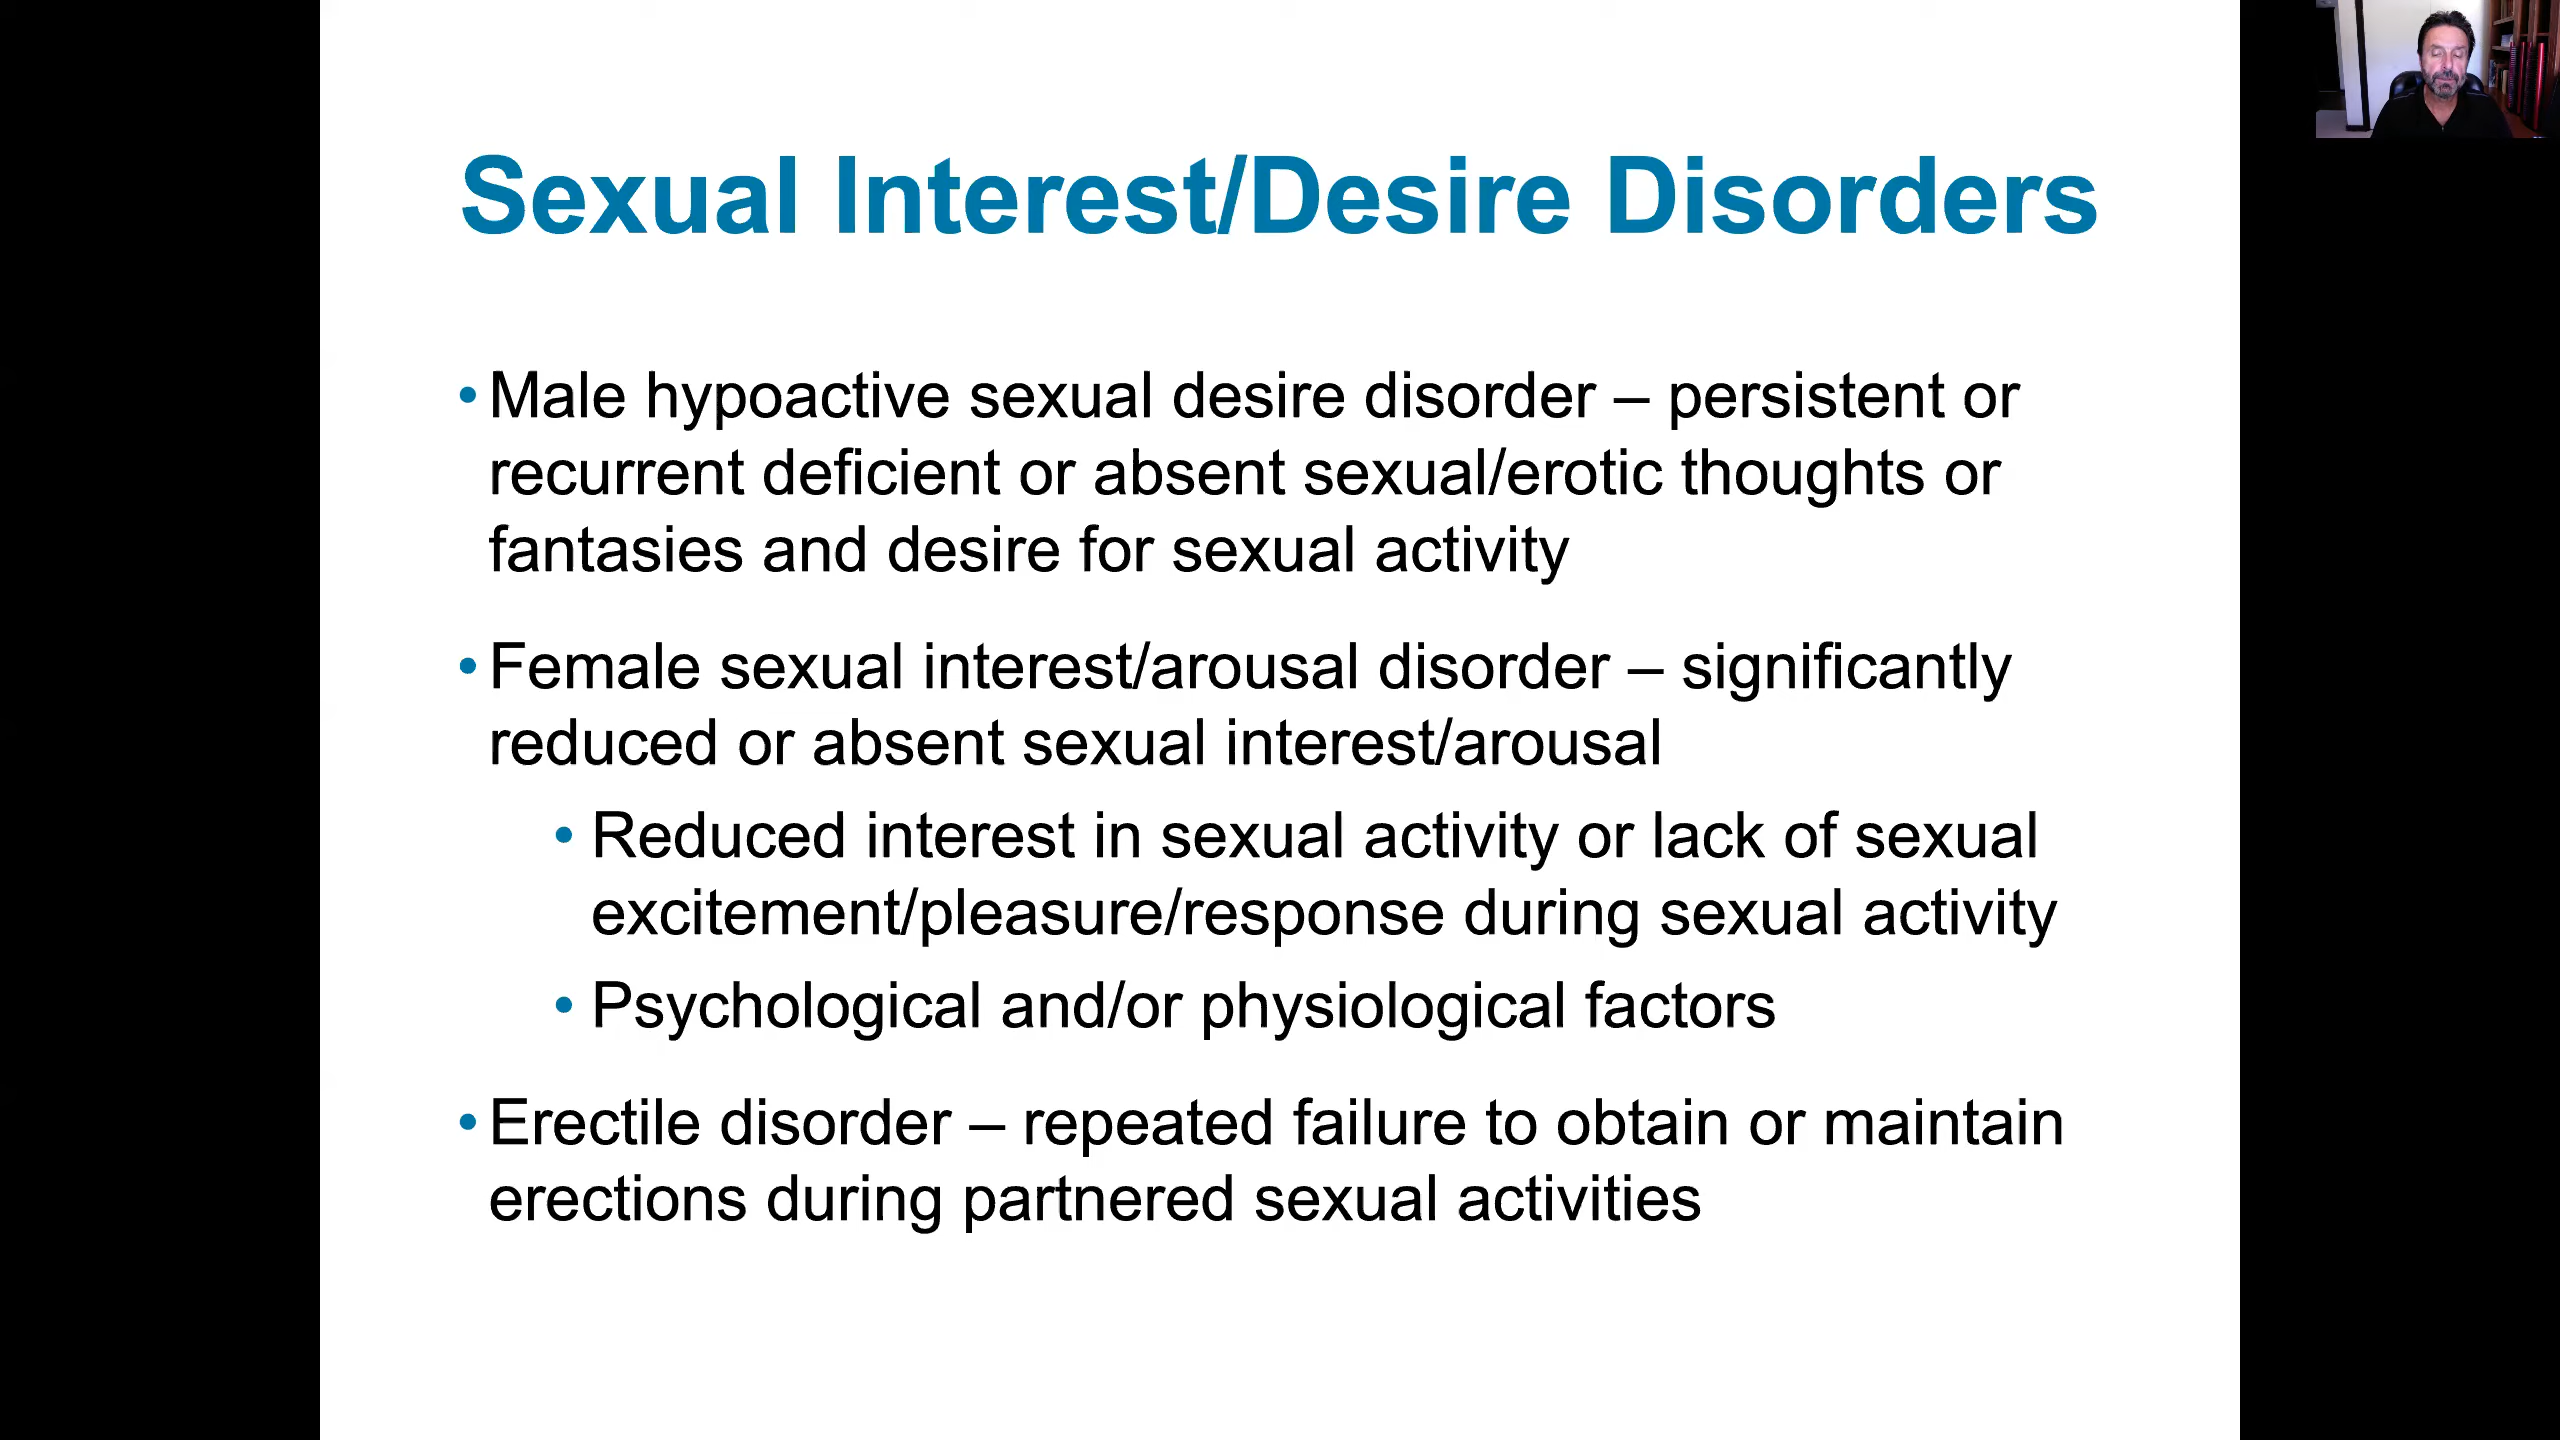 Sexual Interest/Desire Disorders
• Male hypoactive sexual desire disorder – persistent or
recurrent deficient or absent sexual/erotic thoughts or
fantasies and desire for sexual activity
• Female sexual interest/arousal disorder – significantly
reduced or absent sexual interest/arousal
• Reduced interest in sexual activity or lack of sexual
excitement/pleasure/response during sexual activity
• Psychological and/or physiological factors
• Erectile disorder – repeated failure to obtain or maintain
erections during partnered sexual activities